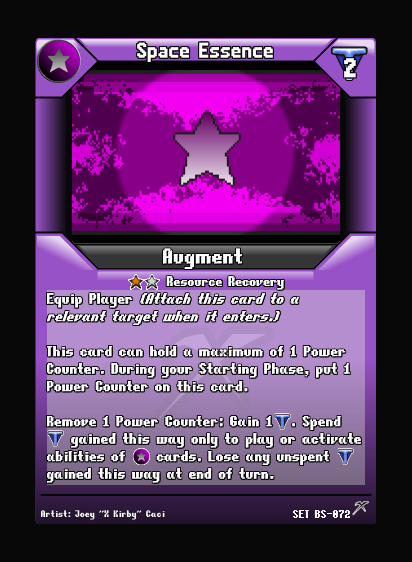 Space Essence
2
Augment
Resource Recovery
Equip Player (Attach this card to a
relevant target when it enters.)
This card can hold a maximum of 1 Power
Counter. During your Starting Phase, put 1
Power Counter on this card.
Remove 1 Power Counter: Gain 1. Spend
gained this way only to play or activate
abilities of cards. Lose any unspent
gained this way at end of turn.
Artist: Joey "X Kirby" Caci
SET BS-072